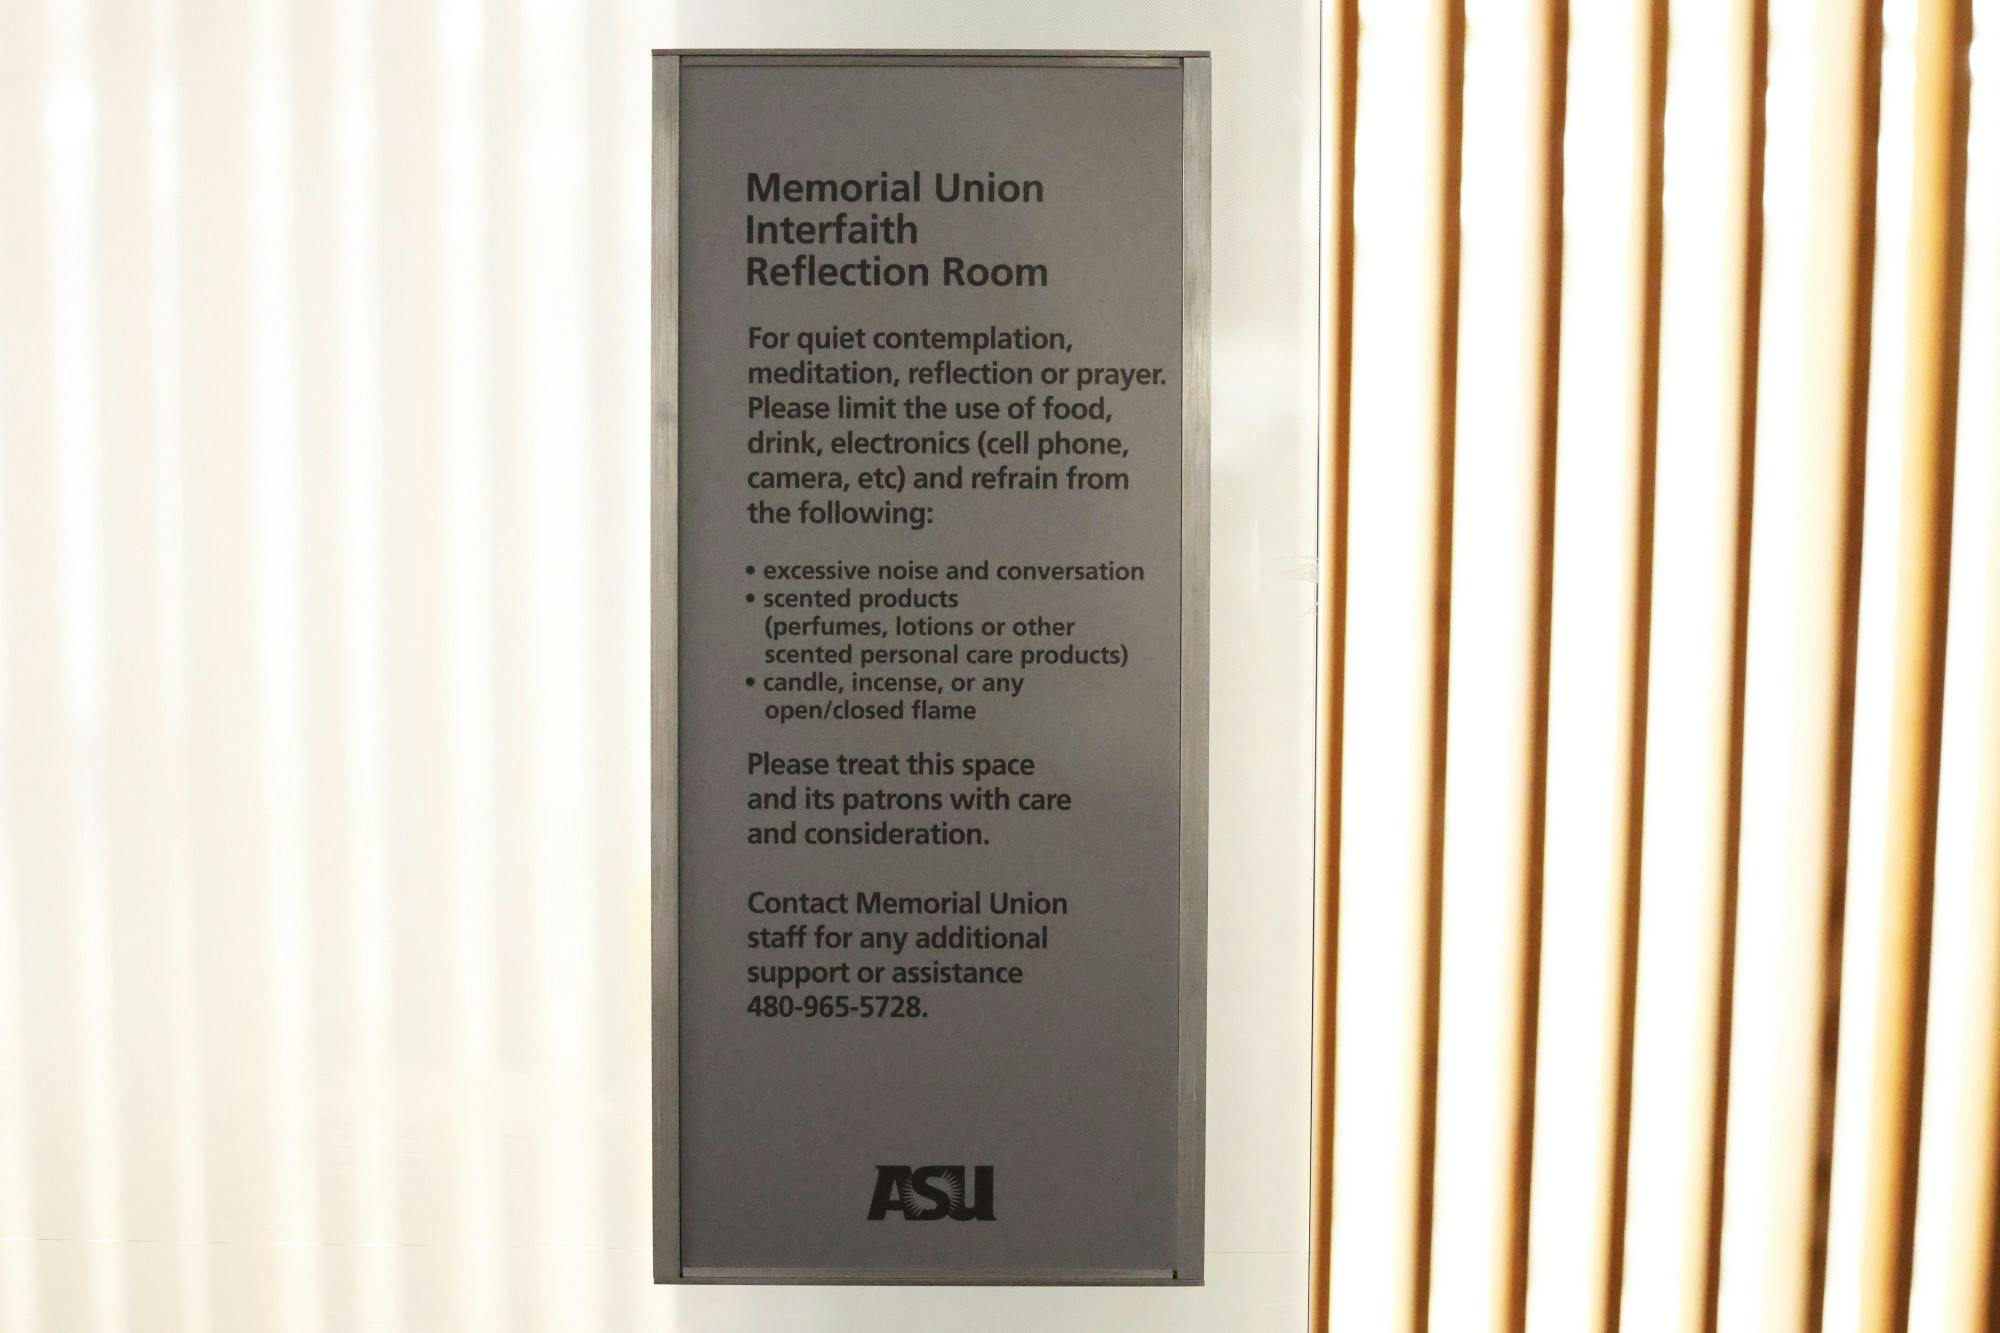 Memorial Union
Interfaith
Reflection Room
For quiet contemplation,
meditation, reflection or prayer.
Please limit the use of food,
drink, electronics (cell phone,
camera, etc) and refrain from
the following:
• excessive noise and conversation
• scented products
(perfumes, lotions or other
scented personal care products)
• candle, incense, or any
open/closed flame
Please treat this space
and its patrons with care
and consideration.
Contact Memorial Union
staff for any additional
support or assistance
480-965-5728.
ASU